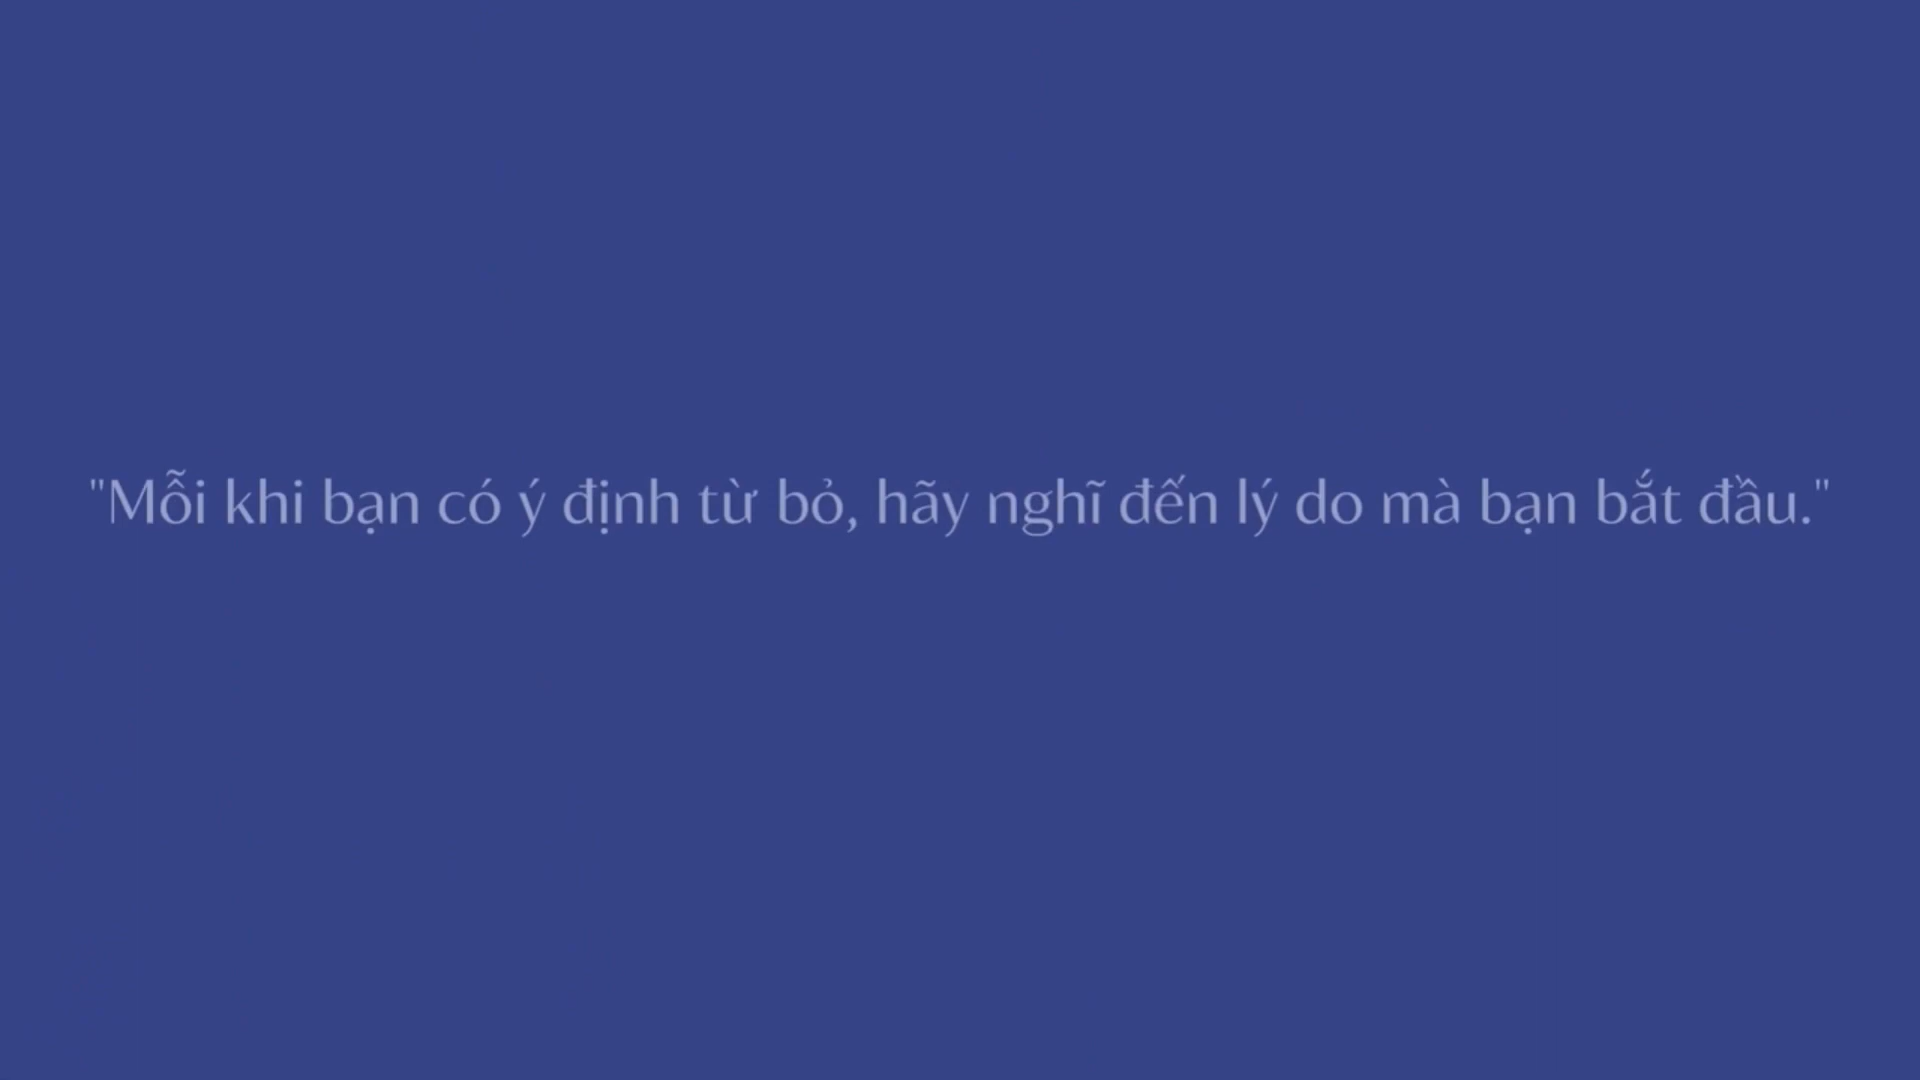 "Mỗi khi bạn có ý định từ bỏ, hãy nghĩ đến lý do mà bạn bắt đầu."